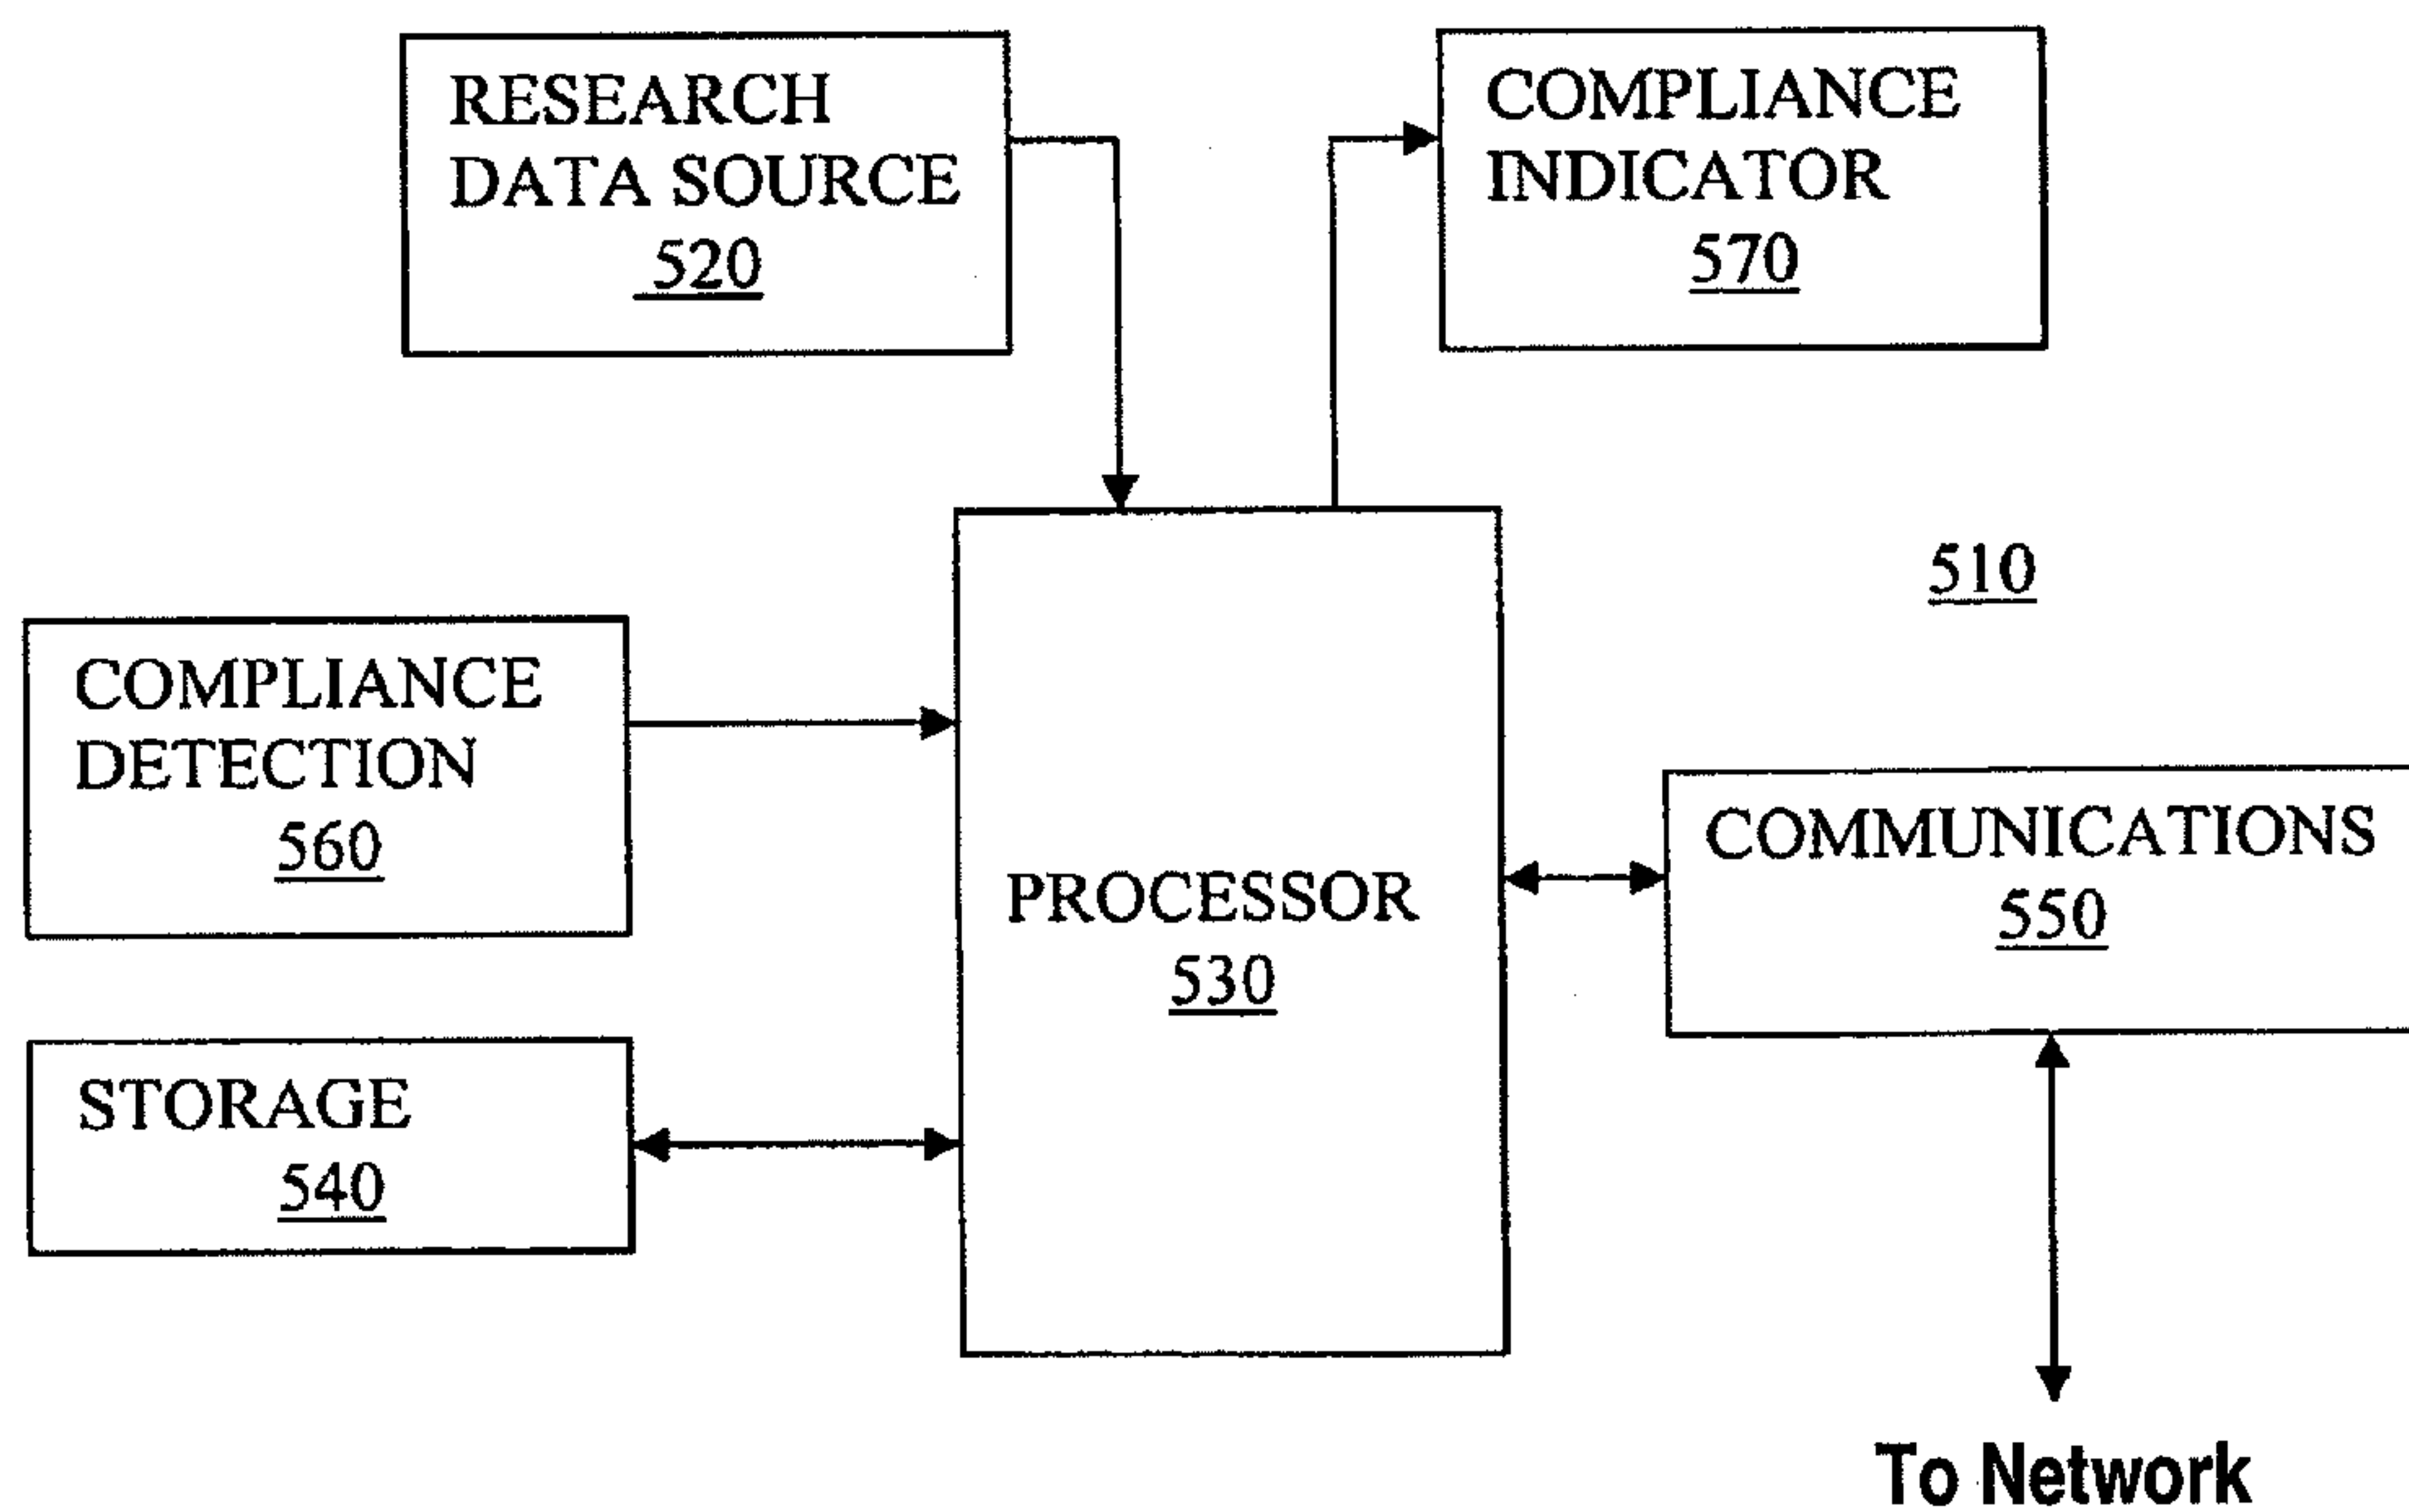 RESEARCH
DATA SOURCE
520
COMPLIANCE
INDICATOR
570
510
COMPLIANCE
DETECTION
560
COMMUNICATIONS
550
PROCESSOR
530
STORAGE
540
To Network